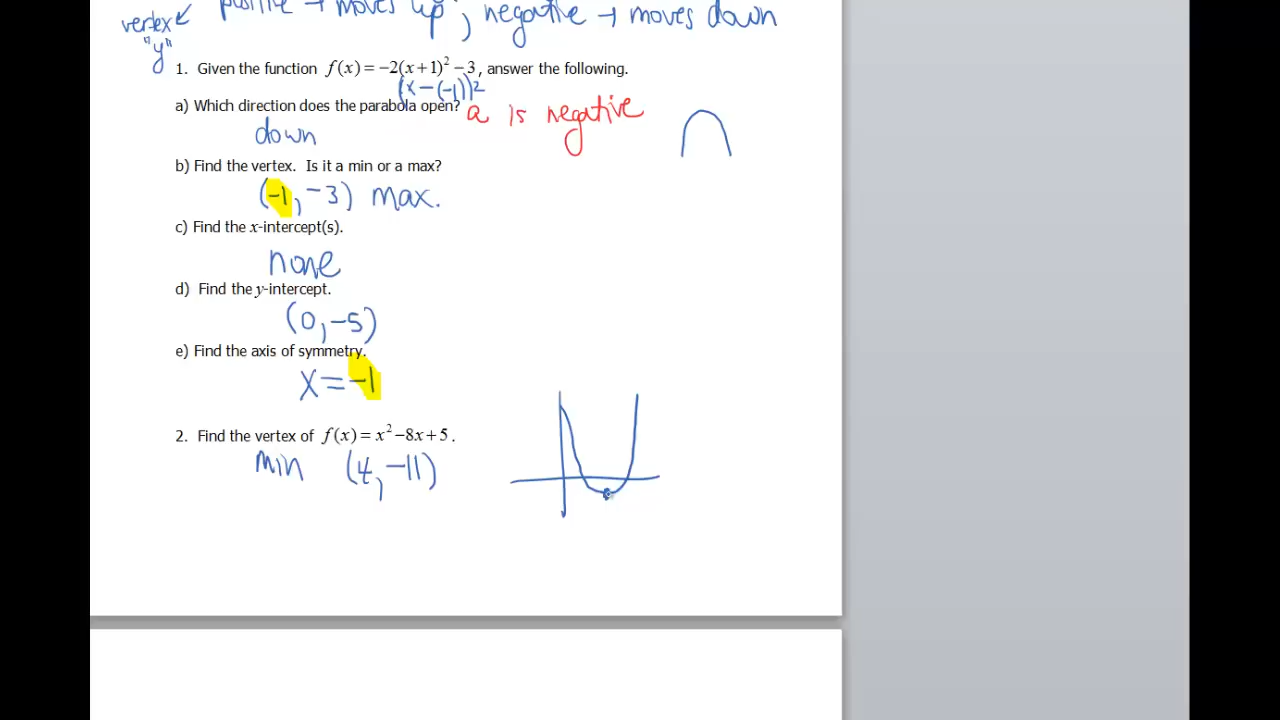 positive → moves up ; negative → moves down
vertex ↙
"y"
1. Given the function f(x) = −2(x+1)² −3, answer the following.
(x−(−1))²
a) Which direction does the parabola open? a is negative
down
b) Find the vertex. Is it a min or a max?
(−1, −3) max.
c) Find the x-intercept(s).
none
d) Find the y-intercept.
(0, −5)
e) Find the axis of symmetry.
x = −1
2. Find the vertex of f(x) = x² −8x+5.
min (4, −11)